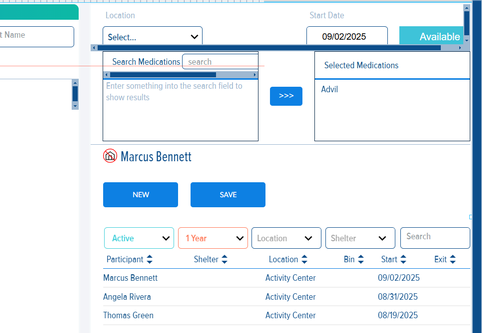 Location
Start Date
t Name
Select...
09/02/2025
Available
Search Medications
search
Selected Medications
Enter something into the search field to
show results
>>>
Advil
Marcus Bennett
NEW
SAVE
Active
1 Year
Location
Shelter
Search
Participant
Shelter
Location
Bin
Start
Exit
Marcus Bennett
Activity Center
09/02/2025
Angela Rivera
Activity Center
08/31/2025
Thomas Green
Activity Center
08/19/2025